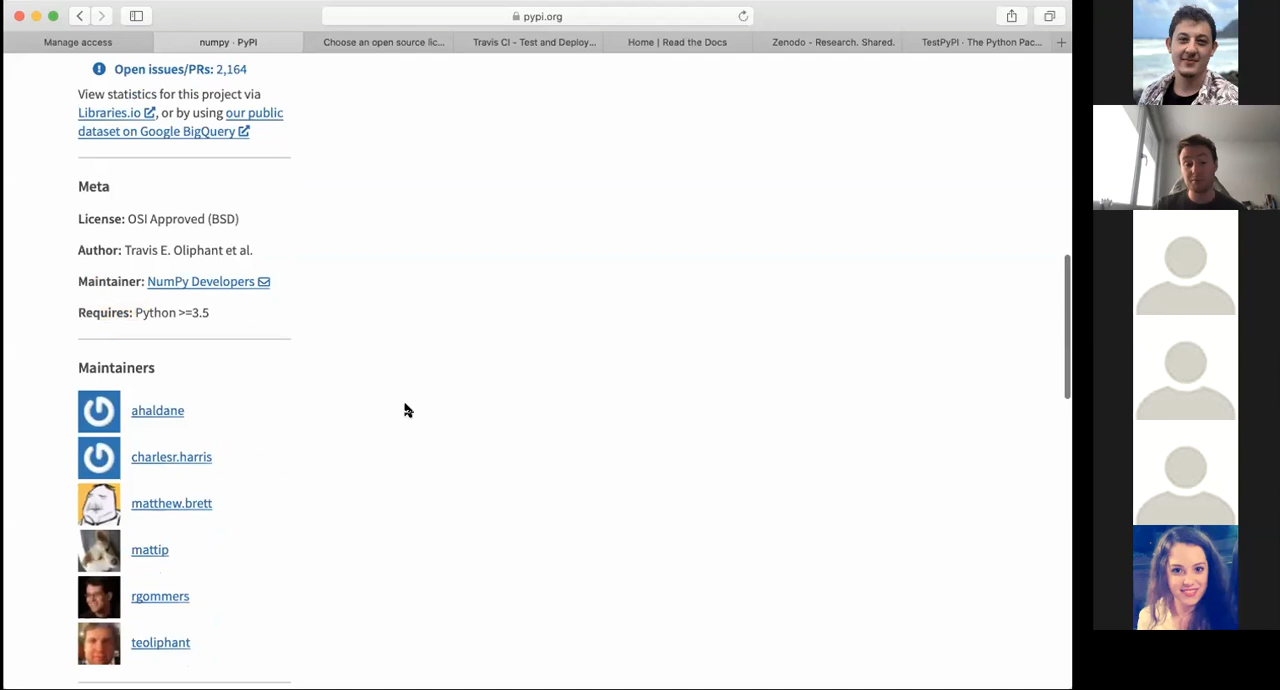 pypi.org
Manage access
numpy · PyPI
Choose an open source lic...
Travis CI - Test and Deploy...
Home | Read the Docs
Zenodo - Research. Shared.
TestPyPI · The Python Pac...
Open issues/PRs: 2,164
View statistics for this project via
Libraries.io, or by using our public
dataset on Google BigQuery
Meta
License: OSI Approved (BSD)
Author: Travis E. Oliphant et al.
Maintainer: NumPy Developers
Requires: Python >=3.5
Maintainers
ahaldane
charlesr.harris
matthew.brett
mattip
rgommers
teoliphant